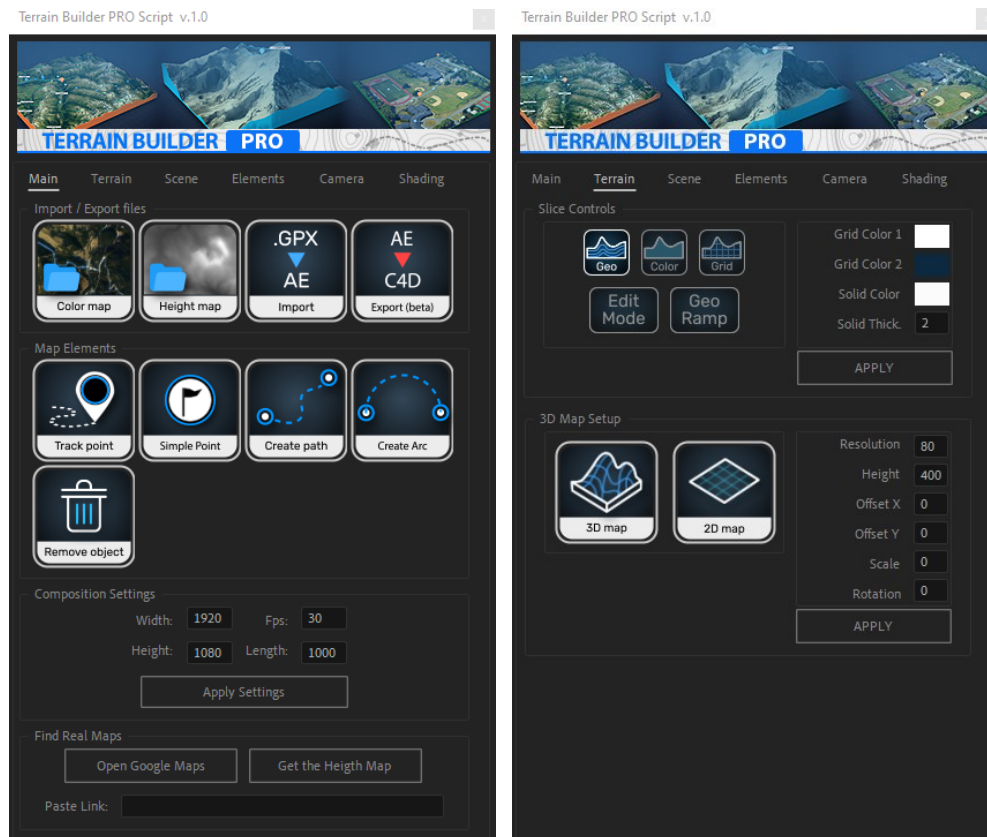 Terrain Builder PRO Script v.1.0
x
TERRAIN BUILDER PRO
Main Terrain Scene Elements Camera Shading
Import / Export files
Color map
Height map
.GPX
AE
Import
AE
C4D
Export (beta)
Map Elements
Track point
Simple Point
Create path
Create Arc
Remove object
Composition Settings
Width: 1920 Fps: 30
Height: 1080 Length: 1000
Apply Settings
Find Real Maps
Open Google Maps Get the Heigth Map
Paste Link:
Terrain Builder PRO Script v.1.0
TERRAIN BUILDER PRO
Main Terrain Scene Elements Camera Shading
Slice Controls
Geo Color Grid
Edit
Mode
Geo
Ramp
Grid Color 1
Grid Color 2
Solid Color
Solid Thick. 2
APPLY
3D Map Setup
3D map
2D map
Resolution 80
Height 400
Offset X 0
Offset Y 0
Scale 0
Rotation 0
APPLY